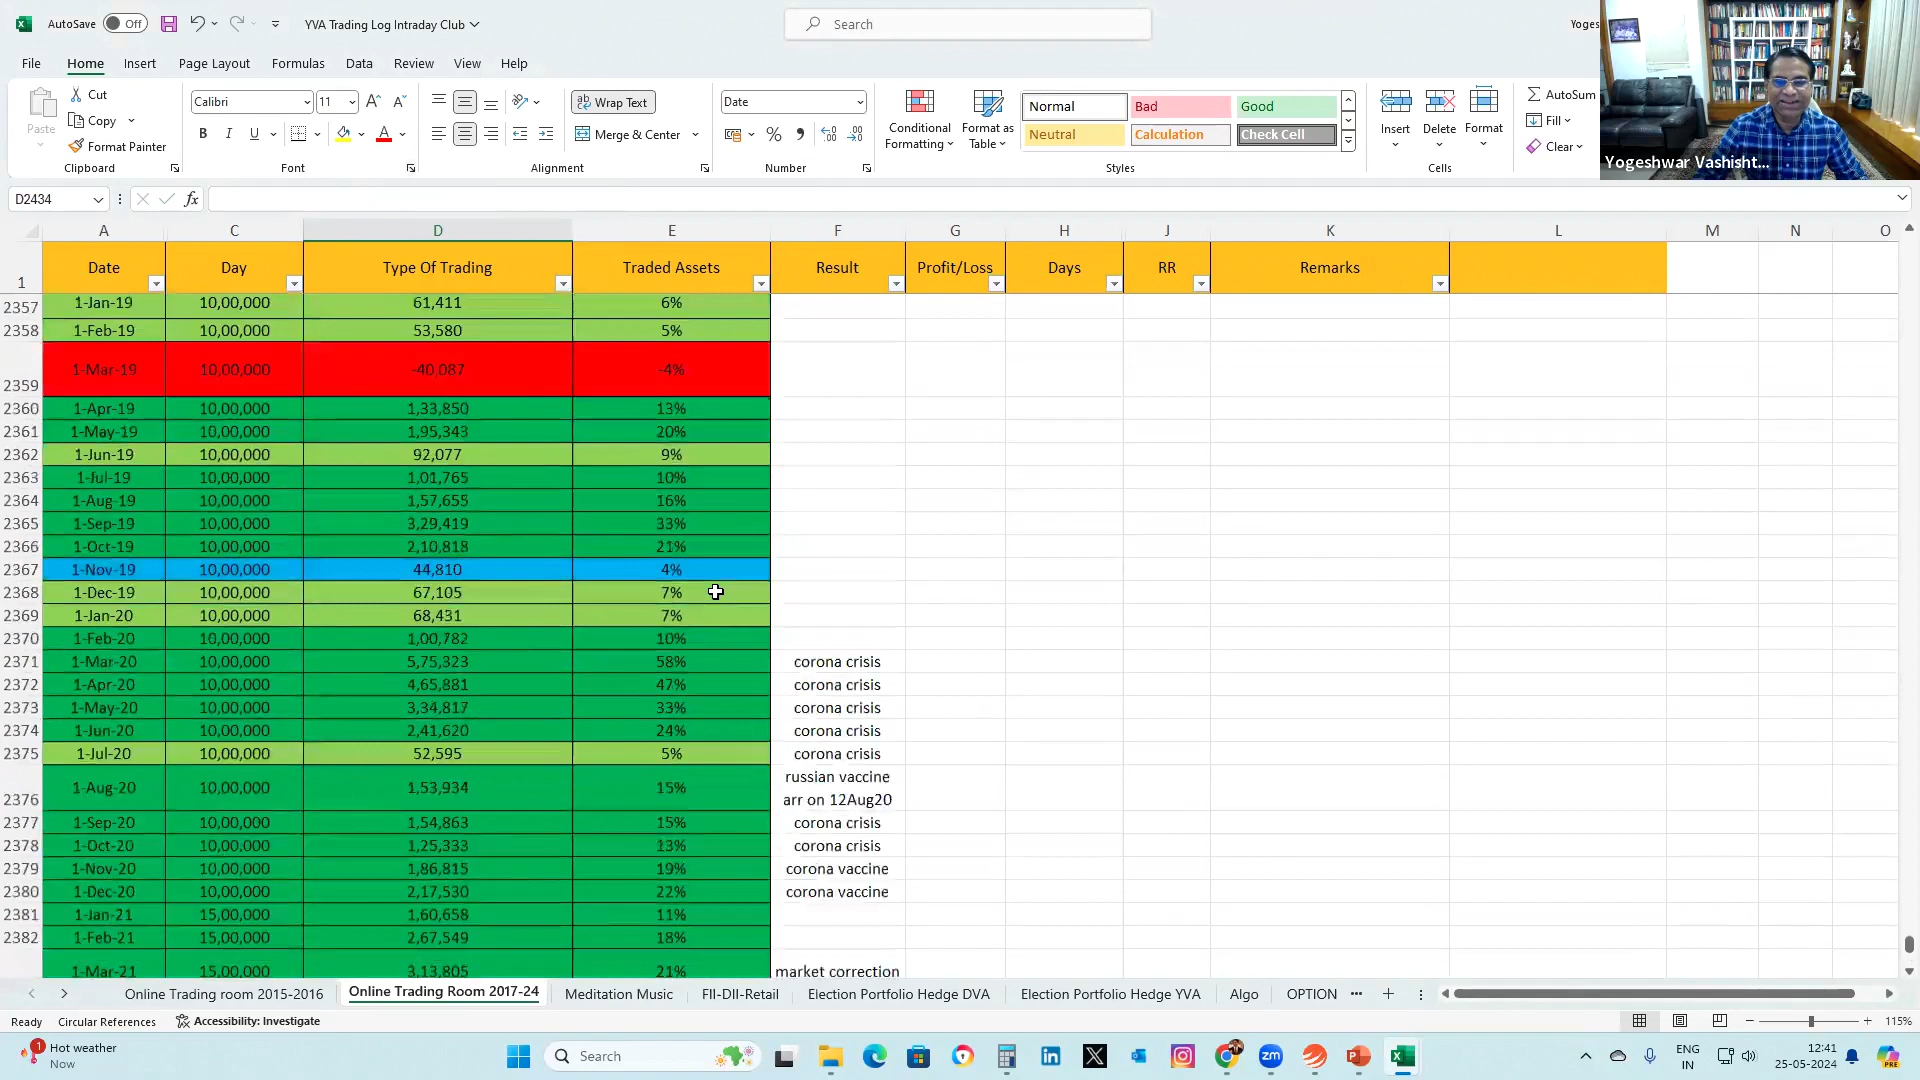 AutoSave Off YVA Trading Log Intraday Club Search Yoges
File Home Insert Page Layout Formulas Data Review View Help
Paste Cut Copy Format Painter Clipboard
Calibri 11 B I U Font
Wrap Text Merge & Center Alignment
Date % , Number
Conditional Formatting Format as Table
Normal Bad Good
Neutral Calculation Check Cell
Styles
Insert Delete Format Cells
AutoSum
Fill
Clear
Yogeshwar Vashisht...
D2434 fx
A C D E F G H J K L M N O
1 Date Day Type Of Trading Traded Assets Result Profit/Loss Days RR Remarks
2357 1-Jan-19 10,00,000 61,411 6%
2358 1-Feb-19 10,00,000 53,580 5%
2359 1-Mar-19 10,00,000 -40,087 -4%
2360 1-Apr-19 10,00,000 1,33,850 13%
2361 1-May-19 10,00,000 1,95,343 20%
2362 1-Jun-19 10,00,000 92,077 9%
2363 1-Jul-19 10,00,000 1,01,765 10%
2364 1-Aug-19 10,00,000 1,57,655 16%
2365 1-Sep-19 10,00,000 3,29,419 33%
2366 1-Oct-19 10,00,000 2,10,818 21%
2367 1-Nov-19 10,00,000 44,810 4%
2368 1-Dec-19 10,00,000 67,105 7%
2369 1-Jan-20 10,00,000 68,431 7%
2370 1-Feb-20 10,00,000 1,00,782 10%
2371 1-Mar-20 10,00,000 5,75,323 58% corona crisis
2372 1-Apr-20 10,00,000 4,65,881 47% corona crisis
2373 1-May-20 10,00,000 3,34,817 33% corona crisis
2374 1-Jun-20 10,00,000 2,41,620 24% corona crisis
2375 1-Jul-20 10,00,000 52,595 5% corona crisis
2376 1-Aug-20 10,00,000 1,53,934 15% russian vaccine
arr on 12Aug20
2377 1-Sep-20 10,00,000 1,54,863 15% corona crisis
2378 1-Oct-20 10,00,000 1,25,333 13% corona crisis
2379 1-Nov-20 10,00,000 1,86,815 19% corona vaccine
2380 1-Dec-20 10,00,000 2,17,530 22% corona vaccine
2381 1-Jan-21 15,00,000 1,60,658 11%
2382 1-Feb-21 15,00,000 2,67,549 18%
1-Mar-21 15,00,000 3,13,805 21% market correction
Online Trading room 2015-2016 Online Trading Room 2017-24 Meditation Music FII-DII-Retail Election Portfolio Hedge DVA Election Portfolio Hedge YVA Algo OPTION ...
Ready Circular References Accessibility: Investigate 115%
1 Hot weather
Now
Search
ENG
IN
12:41
25-05-2024
PRE